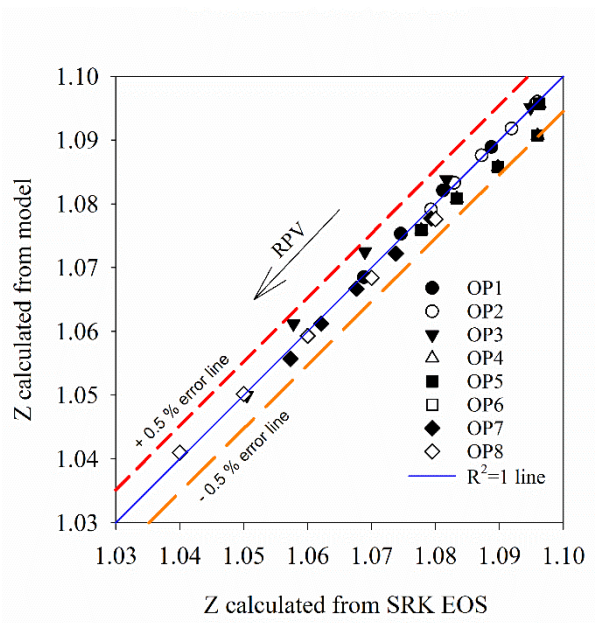 1.10
1.09
1.08
1.07
1.06
1.05
1.04
1.03
Z calculated from model
RPV
+ 0.5 % error line
- 0.5 % error line
OP1
OP2
OP3
OP4
OP5
OP6
OP7
OP8
R²=1 line
1.03 1.04 1.05 1.06 1.07 1.08 1.09 1.10
Z calculated from SRK EOS